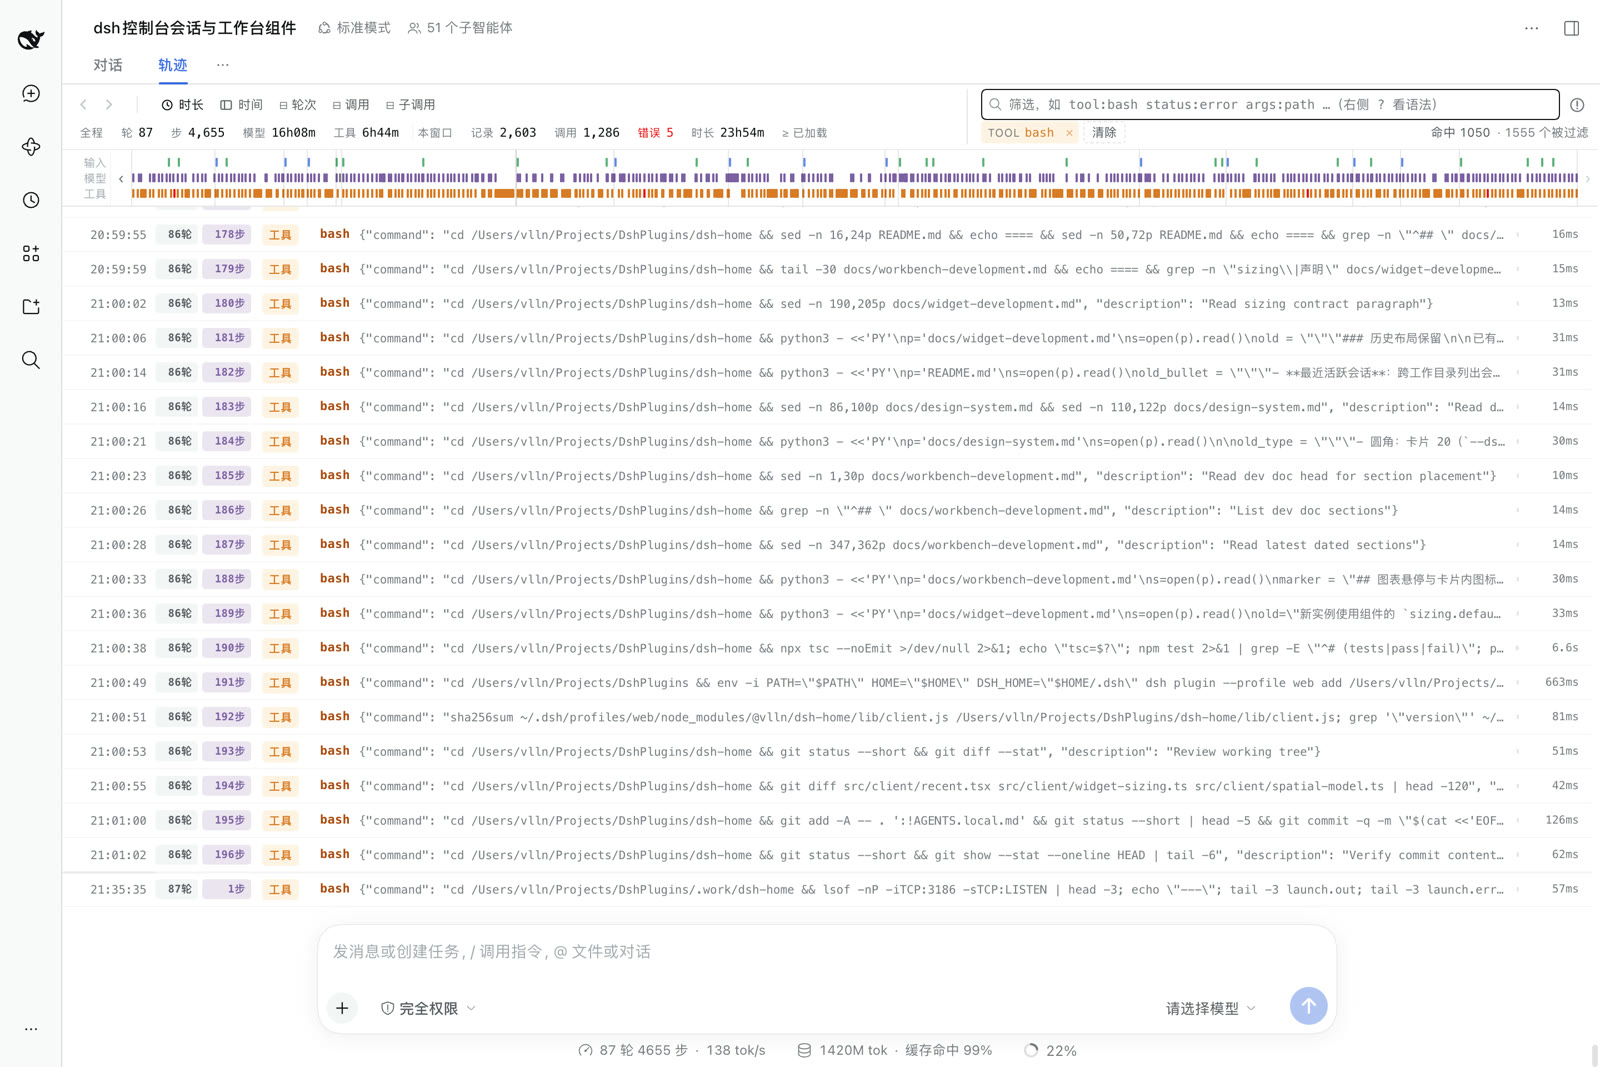 dsh控制台会话与工作台组件 标准模式 51 个子智能体
对话 轨迹 ···
时长 时间 轮次 调用 子调用
筛选，如 tool:bash status:error args:path …（右侧 ? 看语法）
全程 轮 87 步 4,655 模型 16h08m 工具 6h44m 本窗口 记录 2,603 调用 1,286 错误 5 时长 23h54m ≥ 已加载
TOOL bash × 清除 命中 1050 · 1555 个被过滤
输入
模型
工具
20:59:55 86轮 178步 工具 bash {"command": "cd /Users/vlln/Projects/DshPlugins/dsh-home && sed -n 16,24p README.md && echo ==== && sed -n 50,72p README.md && echo ==== && grep -n \"^## \" docs/… 16ms
20:59:59 86轮 179步 工具 bash {"command": "cd /Users/vlln/Projects/DshPlugins/dsh-home && tail -30 docs/workbench-development.md && echo ==== && grep -n \"sizing\\|声明\" docs/widget-developme… 15ms
21:00:02 86轮 180步 工具 bash {"command": "cd /Users/vlln/Projects/DshPlugins/dsh-home && sed -n 190,205p docs/widget-development.md", "description": "Read sizing contract paragraph"} 13ms
21:00:06 86轮 181步 工具 bash {"command": "cd /Users/vlln/Projects/DshPlugins/dsh-home && python3 - <<'PY'\np='docs/widget-development.md'\ns=open(p).read()\nold = \"\"\"### 历史布局保留\n\n已有… 31ms
21:00:14 86轮 182步 工具 bash {"command": "cd /Users/vlln/Projects/DshPlugins/dsh-home && python3 - <<'PY'\np='README.md'\ns=open(p).read()\nold_bullet = \"\"\"- **最近活跃会话**: 跨工作目录列出会… 31ms
21:00:16 86轮 183步 工具 bash {"command": "cd /Users/vlln/Projects/DshPlugins/dsh-home && sed -n 86,100p docs/design-system.md && sed -n 110,122p docs/design-system.md", "description": "Read d… 14ms
21:00:21 86轮 184步 工具 bash {"command": "cd /Users/vlln/Projects/DshPlugins/dsh-home && python3 - <<'PY'\np='docs/design-system.md'\ns=open(p).read()\n\nold_type = \"\"\"- 圆角: 卡片 20 (`--ds… 30ms
21:00:23 86轮 185步 工具 bash {"command": "cd /Users/vlln/Projects/DshPlugins/dsh-home && sed -n 1,30p docs/workbench-development.md", "description": "Read dev doc head for section placement"} 10ms
21:00:26 86轮 186步 工具 bash {"command": "cd /Users/vlln/Projects/DshPlugins/dsh-home && grep -n \"^## \" docs/workbench-development.md", "description": "List dev doc sections"} 14ms
21:00:28 86轮 187步 工具 bash {"command": "cd /Users/vlln/Projects/DshPlugins/dsh-home && sed -n 347,362p docs/workbench-development.md", "description": "Read latest dated sections"} 14ms
21:00:33 86轮 188步 工具 bash {"command": "cd /Users/vlln/Projects/DshPlugins/dsh-home && python3 - <<'PY'\np='docs/workbench-development.md'\ns=open(p).read()\nmarker = \"## 图表悬停与卡片内图标… 30ms
21:00:36 86轮 189步 工具 bash {"command": "cd /Users/vlln/Projects/DshPlugins/dsh-home && python3 - <<'PY'\np='docs/widget-development.md'\ns=open(p).read()\nold=\"新实例使用组件的 `sizing.defau… 33ms
21:00:38 86轮 190步 工具 bash {"command": "cd /Users/vlln/Projects/DshPlugins/dsh-home && npx tsc --noEmit >/dev/null 2>&1; echo \"tsc=$?\"; npm test 2>&1 | grep -E \"^# (tests|pass|fail)\"; p… 6.6s
21:00:49 86轮 191步 工具 bash {"command": "cd /Users/vlln/Projects/DshPlugins && env -i PATH=\"$PATH\" HOME=\"$HOME\" DSH_HOME=\"$HOME/.dsh\" dsh plugin --profile web add /Users/vlln/Projects/… 663ms
21:00:51 86轮 192步 工具 bash {"command": "sha256sum ~/.dsh/profiles/web/node_modules/@vlln/dsh-home/lib/client.js /Users/vlln/Projects/DshPlugins/dsh-home/lib/client.js; grep '\"version\"' ~/… 81ms
21:00:53 86轮 193步 工具 bash {"command": "cd /Users/vlln/Projects/DshPlugins/dsh-home && git status --short && git diff --stat", "description": "Review working tree"} 51ms
21:00:55 86轮 194步 工具 bash {"command": "cd /Users/vlln/Projects/DshPlugins/dsh-home && git diff src/client/recent.tsx src/client/widget-sizing.ts src/client/spatial-model.ts | head -120", "… 42ms
21:01:00 86轮 195步 工具 bash {"command": "cd /Users/vlln/Projects/DshPlugins/dsh-home && git add -A -- . ':!AGENTS.local.md' && git status --short | head -5 && git commit -q -m \"$(cat <<'EOF… 126ms
21:01:02 86轮 196步 工具 bash {"command": "cd /Users/vlln/Projects/DshPlugins/dsh-home && git status --short && git show --stat --oneline HEAD | tail -6", "description": "Verify commit content… 62ms
21:35:35 87轮 1步 工具 bash {"command": "cd /Users/vlln/Projects/DshPlugins/.work/dsh-home && lsof -nP -iTCP:3186 -sTCP:LISTEN | head -3; echo \"---\"; tail -3 launch.out; tail -3 launch.err… 57ms
发消息或创建任务, / 调用指令, @ 文件或对话
完全权限 请选择模型
87 轮 4655 步 · 138 tok/s 1420M tok · 缓存命中 99% 22%